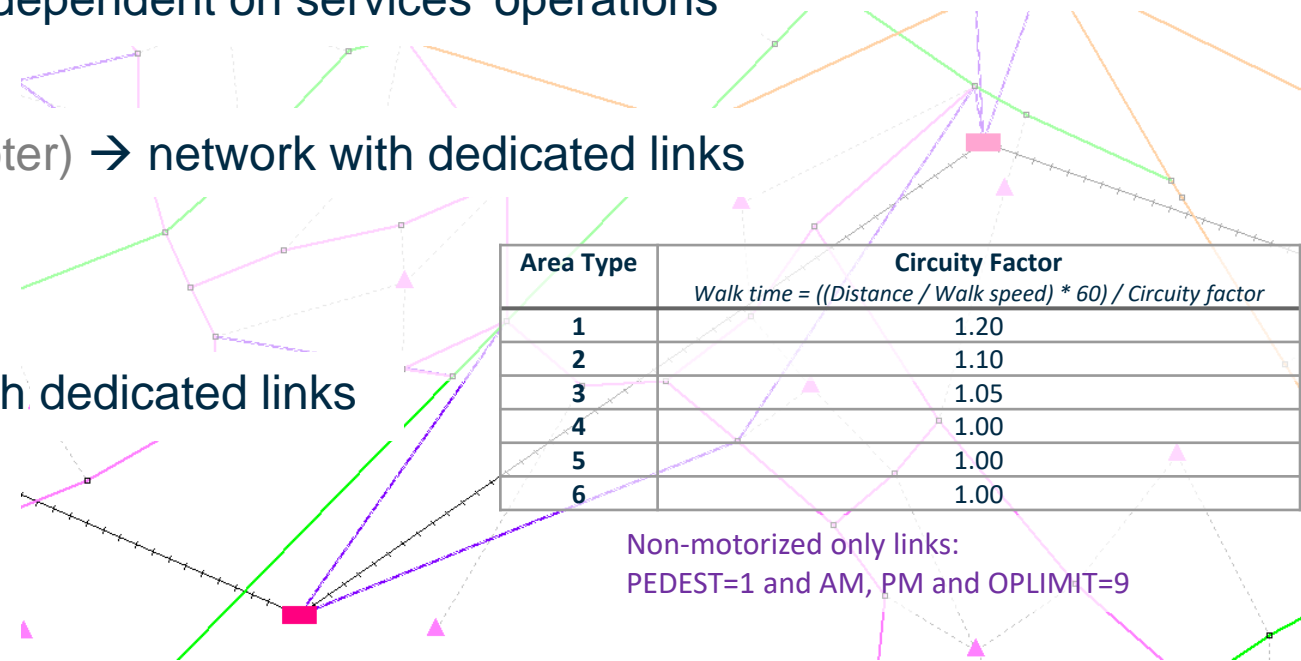 dependent on services' operations
ter) → network with dedicated links
Area Type Circuity Factor
Walk time = ((Distance / Walk speed) * 60) / Circuity factor
1 1.20
2 1.10
3 1.05
4 1.00
5 1.00
6 1.00
h dedicated links
Non-motorized only links:
PEDEST=1 and AM, PM and OPLIMIT=9